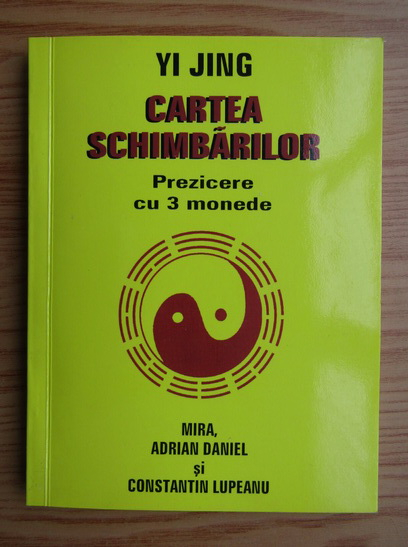 YI JING
CARTEA
SCHIMBĂRILOR
Prezicere
cu 3 monede
MIRA,
ADRIAN DANIEL
și
CONSTANTIN LUPEANU